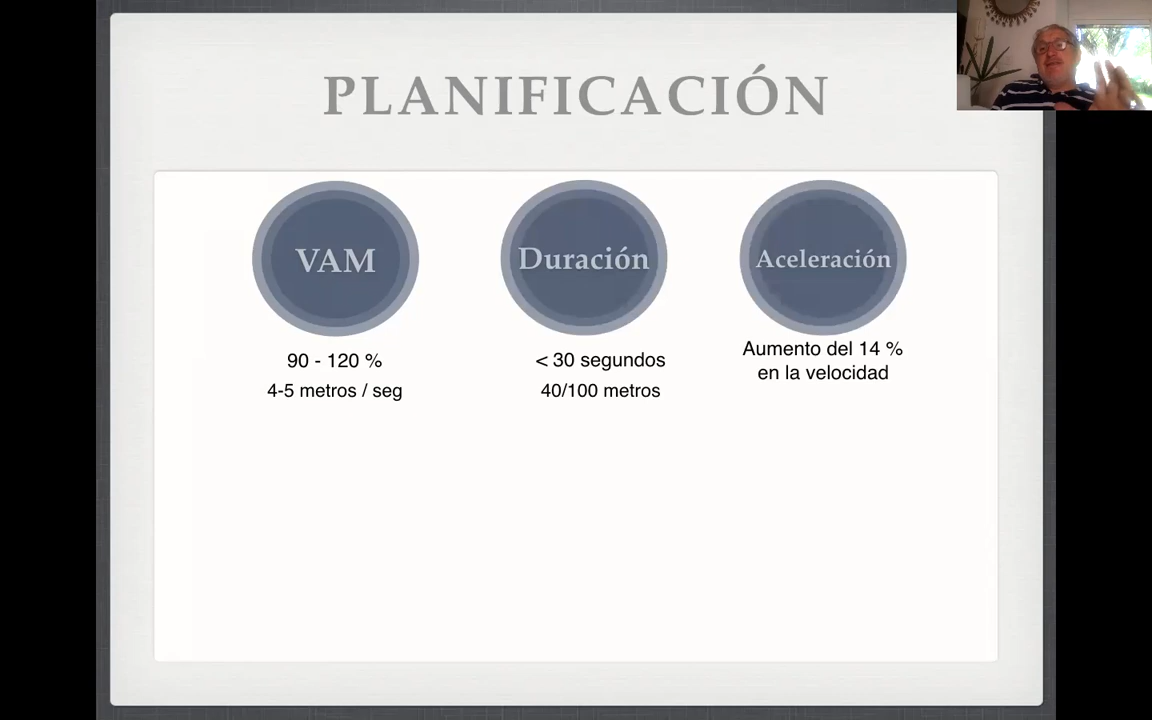 PLANIFICACIÓN
VAM
Duración
Aceleración
90 - 120 %
4-5 metros / seg
< 30 segundos
40/100 metros
Aumento del 14 %
en la velocidad